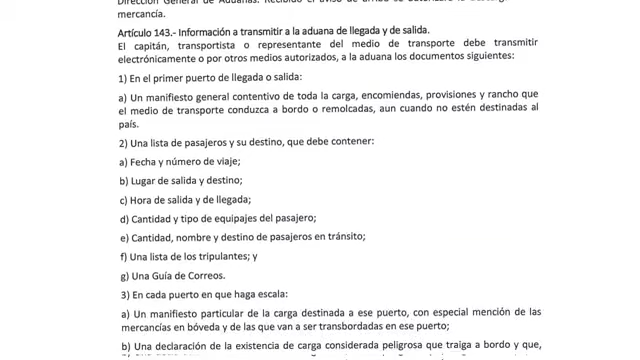 Dirección General de Aduanas. Recibido el aviso de arribo se autorizará la descarga
mercancía.
Artículo 143.- Información a transmitir a la aduana de llegada y de salida.
El capitán, transportista o representante del medio de transporte debe transmitir
electrónicamente o por otros medios autorizados, a la aduana los documentos siguientes:
1) En el primer puerto de llegada o salida:
a) Un manifiesto general contentivo de toda la carga, encomiendas, provisiones y rancho que
el medio de transporte conduzca a bordo o remolcadas, aun cuando no estén destinadas al
país.
2) Una lista de pasajeros y su destino, que debe contener:
a) Fecha y número de viaje;
b) Lugar de salida y destino;
c) Hora de salida y de llegada;
d) Cantidad y tipo de equipajes del pasajero;
e) Cantidad, nombre y destino de pasajeros en tránsito;
f) Una lista de los tripulantes; y
g) Una Guía de Correos.
3) En cada puerto en que haga escala:
a) Un manifiesto particular de la carga destinada a ese puerto, con especial mención de las
mercancías en bóveda y de las que van a ser transbordadas en ese puerto;
b) Una declaración de la existencia de carga considerada peligrosa que traiga a bordo y que,